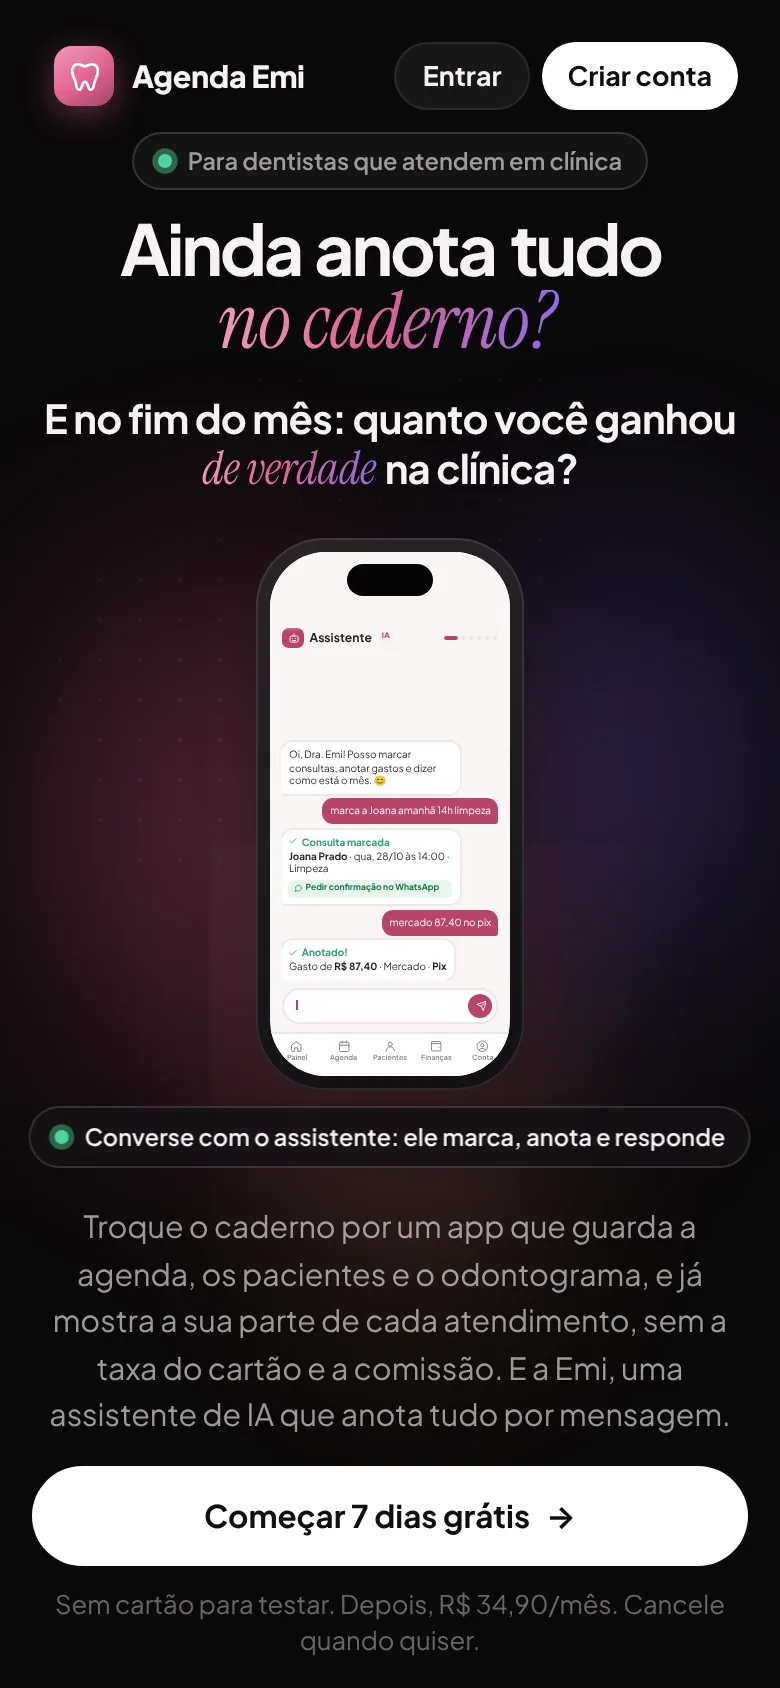 Agenda Emi
Entrar
Criar conta
Para dentistas que atendem em clínica
Ainda anota tudo
no caderno?
E no fim do mês: quanto você ganhou
de verdade na clínica?
Assistente IA
Oi, Dra. Emi! Posso marcar
consultas, anotar gastos e dizer
como está o mês. 😊
marca a Joana amanhã 14h limpeza
Consulta marcada
Joana Prado · qua, 28/10 às 14:00 ·
Limpeza
Pedir confirmação no WhatsApp
mercado 87,40 no pix
Anotado!
Gasto de R$ 87,40 · Mercado · Pix
Painel
Agenda
Pacientes
Finanças
Conta
Converse com o assistente: ele marca, anota e responde
Troque o caderno por um app que guarda a
agenda, os pacientes e o odontograma, e já
mostra a sua parte de cada atendimento, sem a
taxa do cartão e a comissão. E a Emi, uma
assistente de IA que anota tudo por mensagem.
Começar 7 dias grátis →
Sem cartão para testar. Depois, R$ 34,90/mês. Cancele
quando quiser.